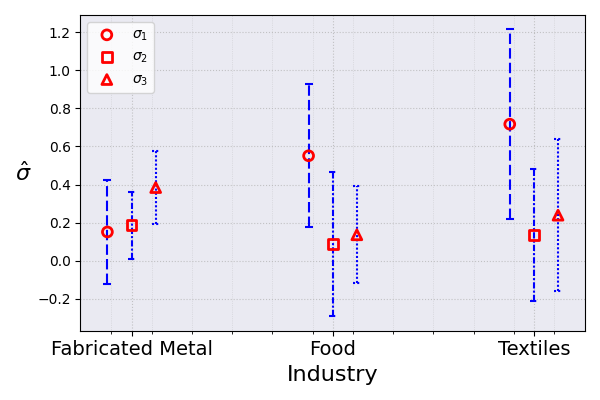 σ₁
σ₂
σ₃
1.2
1.0
0.8
0.6
0.4
0.2
0.0
−0.2
σ̂
Fabricated Metal Food Textiles
Industry